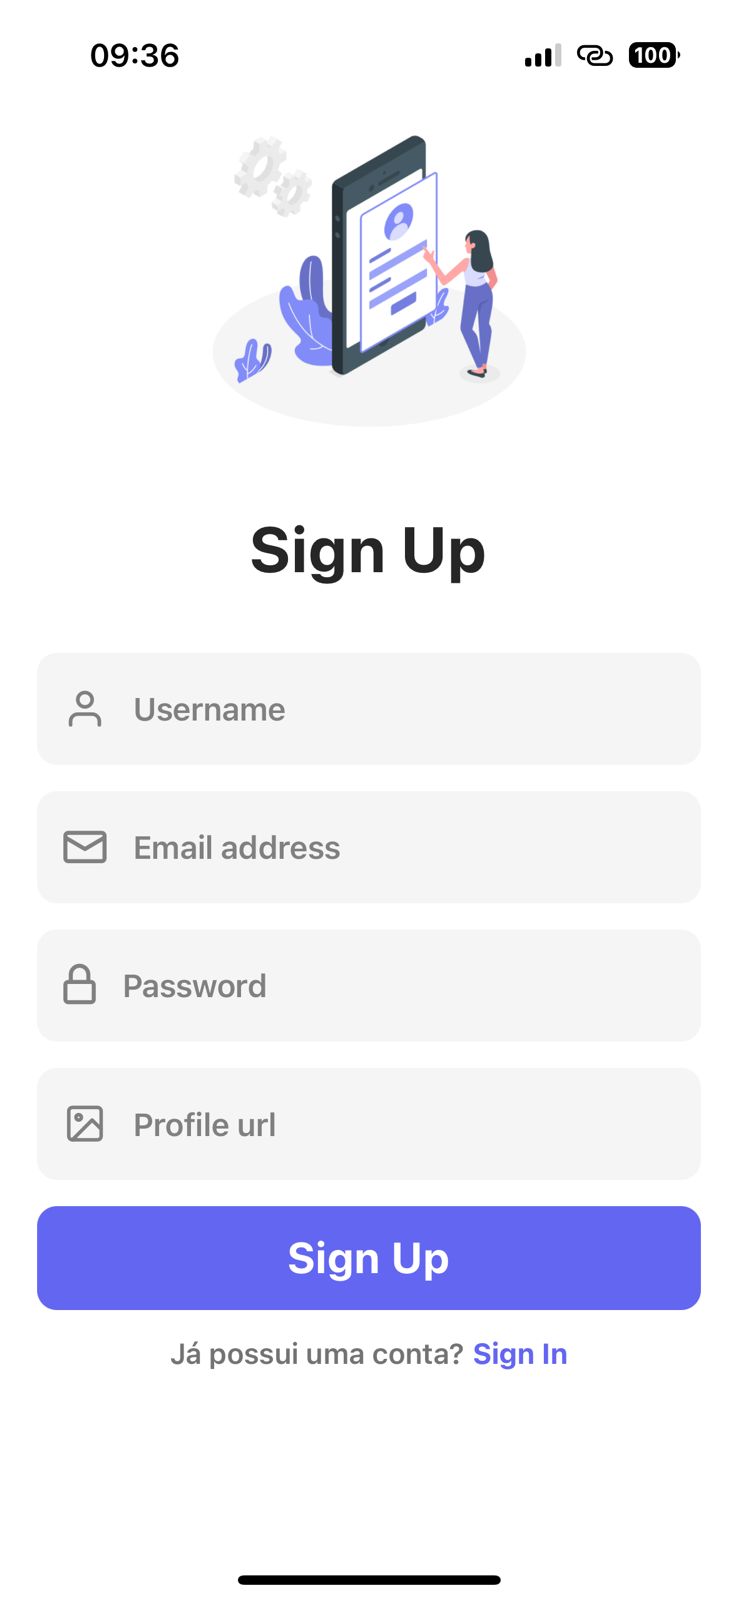 09:36
100
Sign Up
Username
Email address
Password
Profile url
Sign Up
Já possui uma conta? Sign In